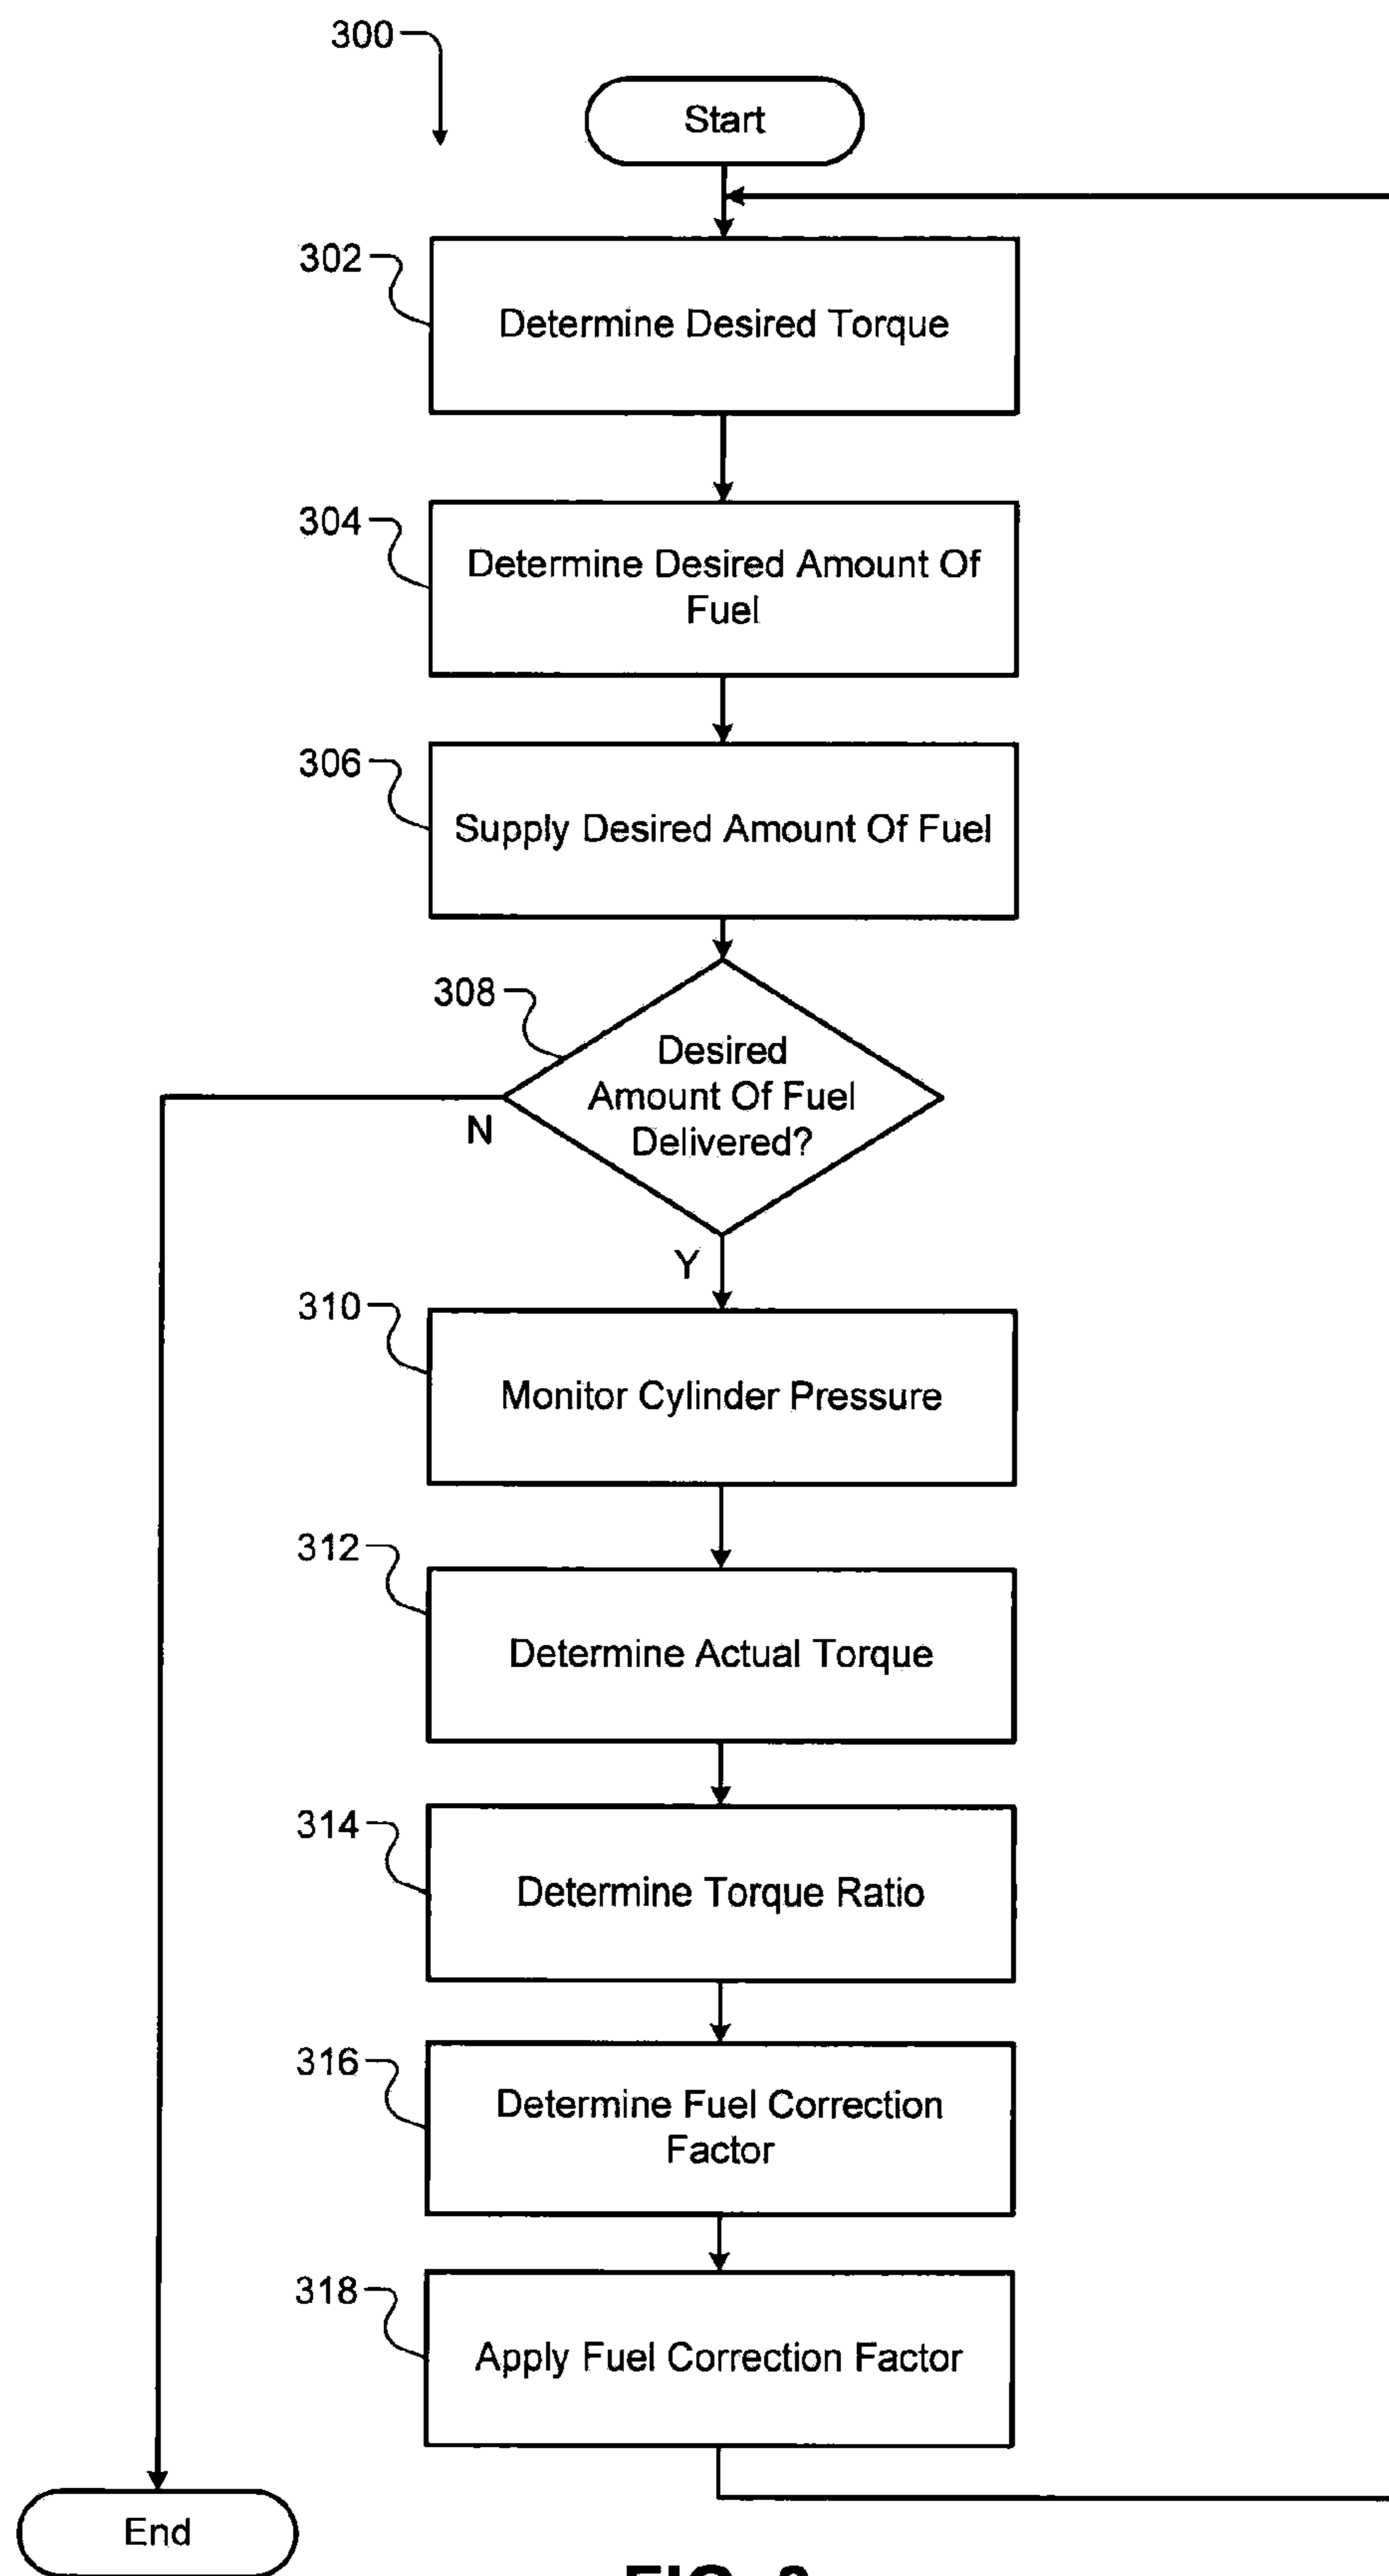 300
Start
302
Determine Desired Torque
304
Determine Desired Amount Of
Fuel
306
Supply Desired Amount Of Fuel
308
Desired
Amount Of Fuel
Delivered?
N
Y
310
Monitor Cylinder Pressure
312
Determine Actual Torque
314
Determine Torque Ratio
316
Determine Fuel Correction
Factor
318
Apply Fuel Correction Factor
End
FIG.